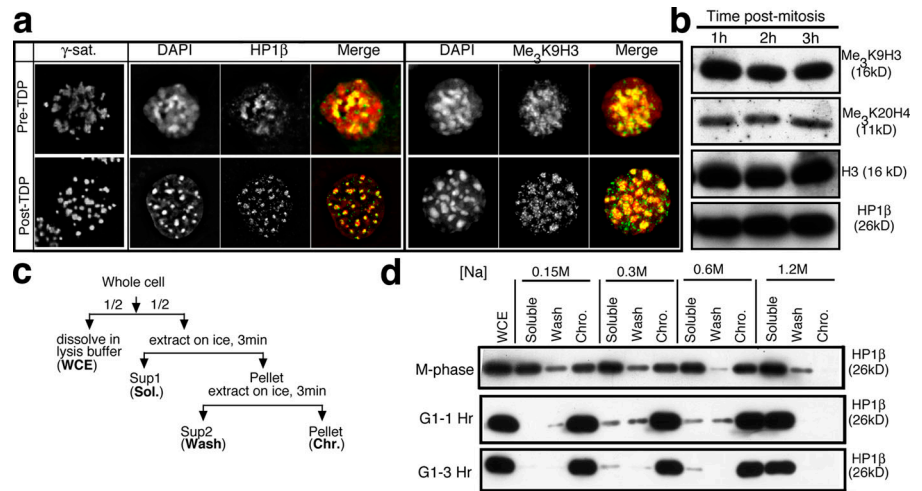 a
γ-sat. DAPI HP1β Merge DAPI Me3K9H3 Merge
Pre-TDP
Post-TDP
b
Time post-mitosis
1h 2h 3h
Me3K9H3
(16kD)
Me3K20H4
(11kD)
H3 (16 kD)
HP1β
(26kD)
c
Whole cell
1/2 1/2
dissolve in
lysis buffer
(WCE)
extract on ice, 3min
Sup1
(Sol.)
Pellet
extract on ice, 3min
Sup2
(Wash)
Pellet
(Chr.)
d
[Na] 0.15M 0.3M 0.6M 1.2M
WCE Soluble Wash Chro. Soluble Wash Chro. Soluble Wash Chro. Soluble Wash Chro.
M-phase HP1β
(26kD)
G1-1 Hr HP1β
(26kD)
G1-3 Hr HP1β
(26kD)